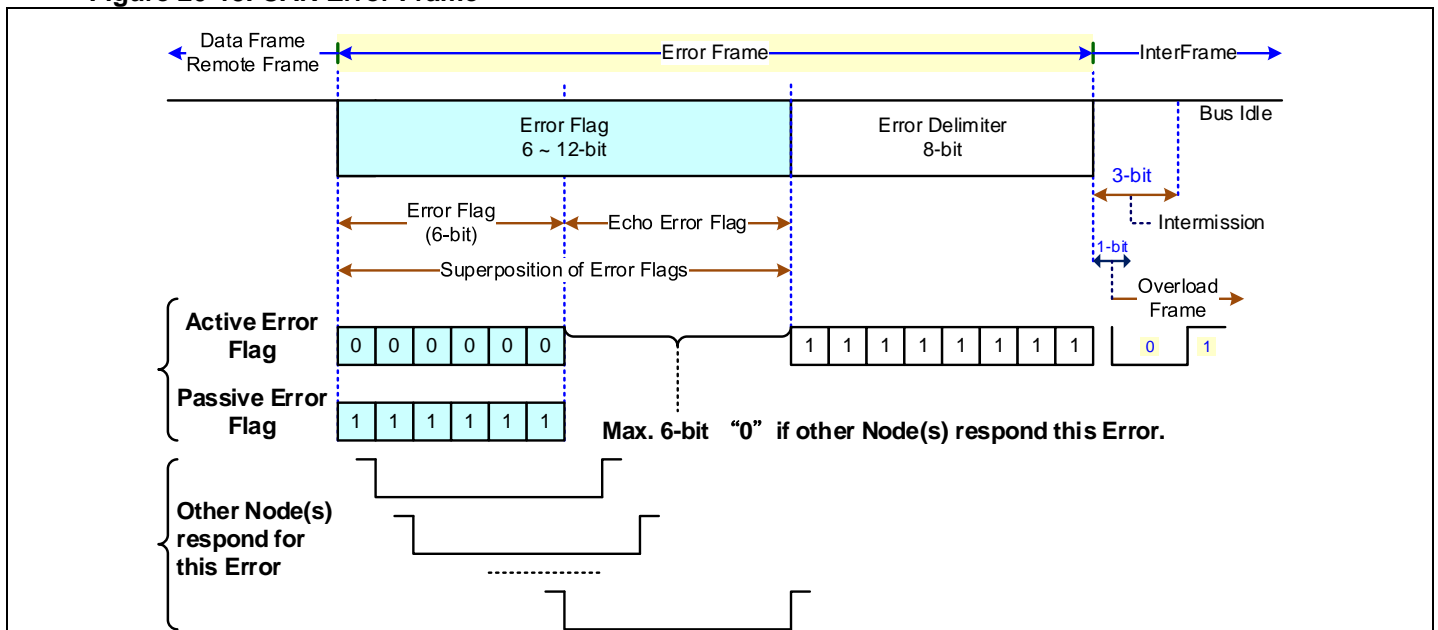 Data Frame
Remote Frame
Error Frame
InterFrame
Bus Idle
Error Flag
6 ~ 12-bit
Error Delimiter
8-bit
3-bit
Error Flag
(6-bit)
Echo Error Flag
Intermission
1-bit
Superposition of Error Flags
Overload
Frame
Active Error
Flag
0 0 0 0 0 0
1 1 1 1 1 1 1 1
0 1
Passive Error
Flag
1 1 1 1 1 1
Max. 6-bit “0” if other Node(s) respond this Error.
Other Node(s)
respond for
this Error